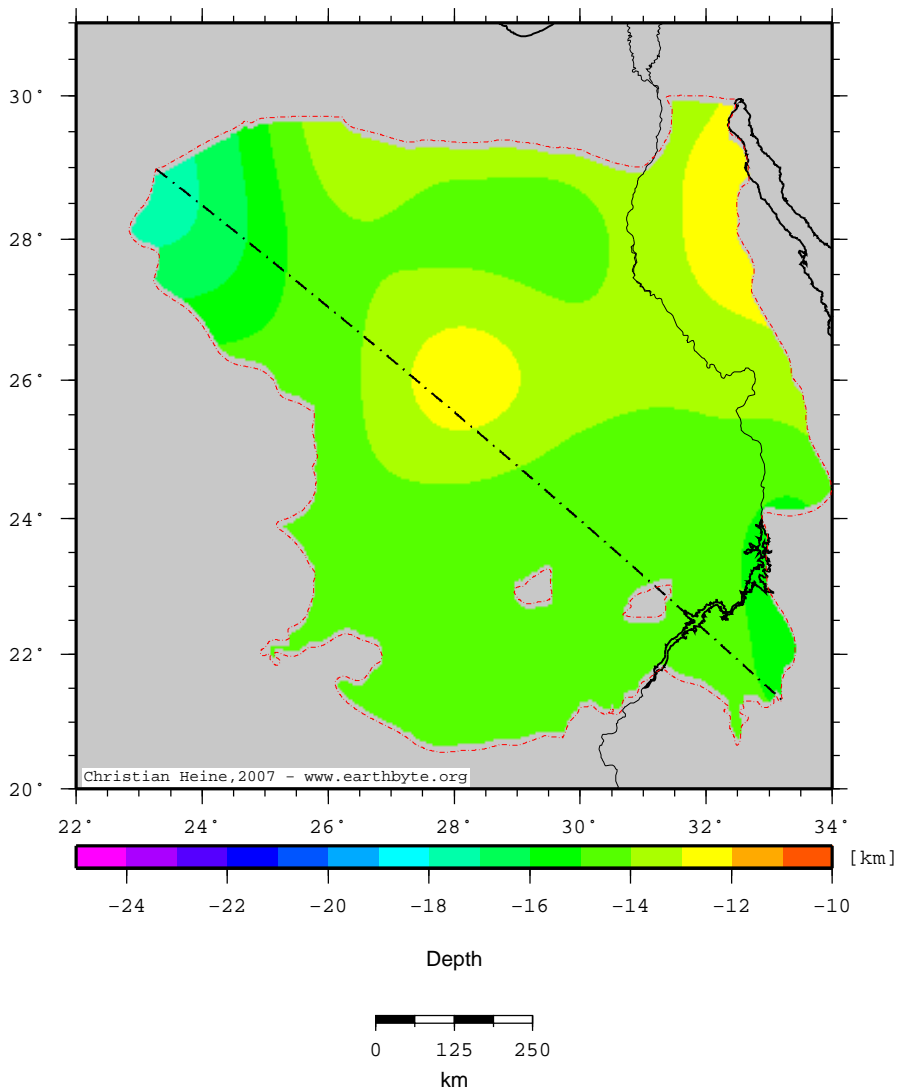 30°
28°
26°
24°
22°
20°
Christian Heine,2007 - www.earthbyte.org
22° 24° 26° 28° 30° 32° 34°
[km]
-24 -22 -20 -18 -16 -14 -12 -10
Depth
0 125 250
km